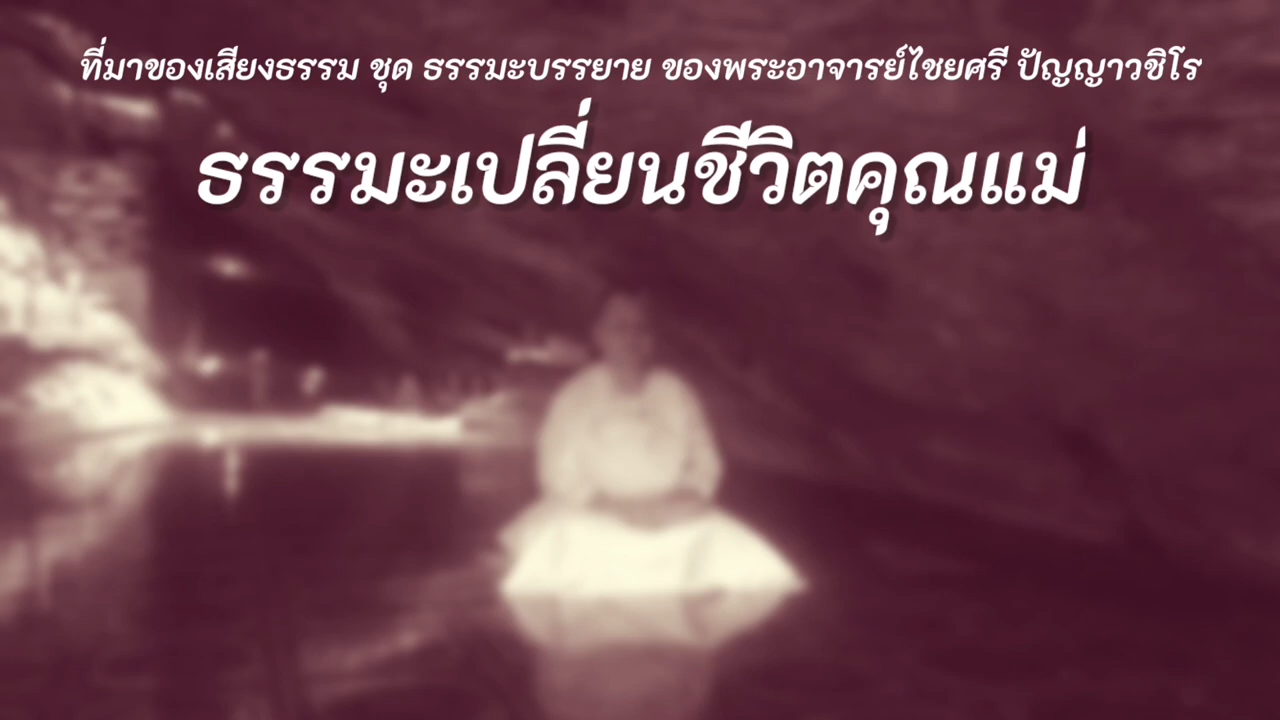 ที่มาของเสียงธรรม ชุด ธรรมะบรรยาย ของพระอาจารย์ไชยศรี ปัญญาวชิโร
ธรรมะเปลี่ยนชีวิตคุณแม่